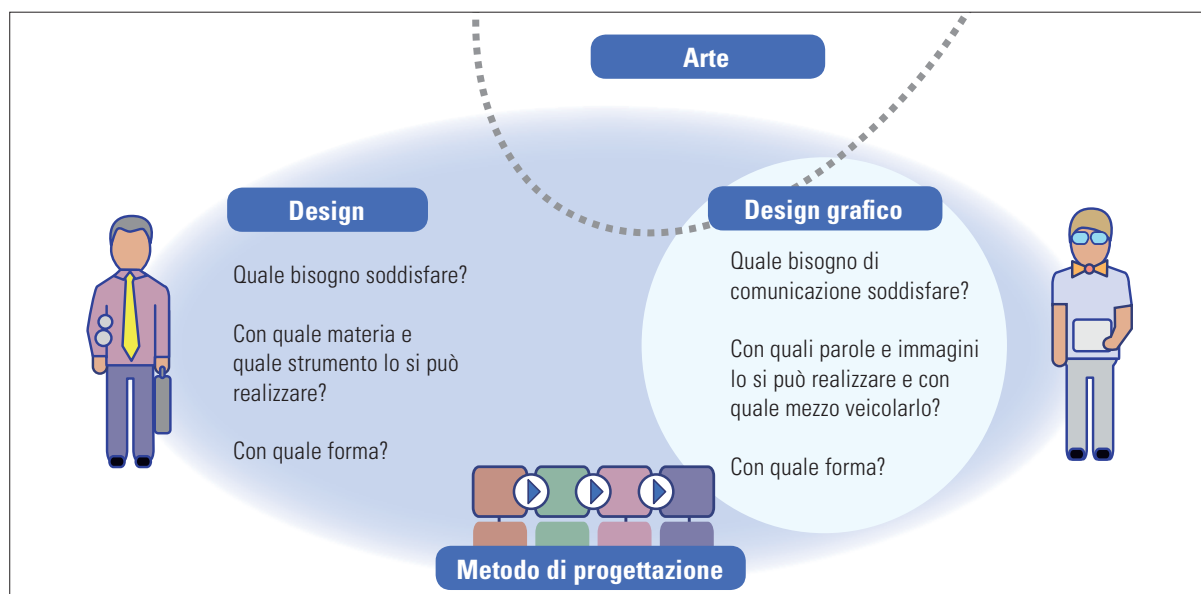 Arte
Design
Quale bisogno soddisfare?
Con quale materia e
quale strumento lo si può
realizzare?
Con quale forma?
Design grafico
Quale bisogno di
comunicazione soddisfare?
Con quali parole e immagini
lo si può realizzare e con
quale mezzo veicolarlo?
Con quale forma?
Metodo di progettazione